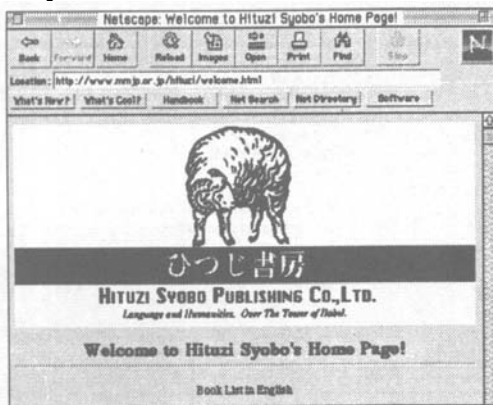 Netscape: Welcome to Hituzi Syobo's Home Page!
Back Forward Home Reload Images Open Print Find Stop
N
Location: http://www.mmjp.or.jp/hituzi/welcome.html
What's New? What's Cool? Handbook Net Search Net Directory Software
ひつじ書房
HITUZI SYOBO PUBLISHING CO.,LTD.
Language and Humanities. Over The Tower of Babel.
Welcome to Hituzi Syobo's Home Page!
Book List in English